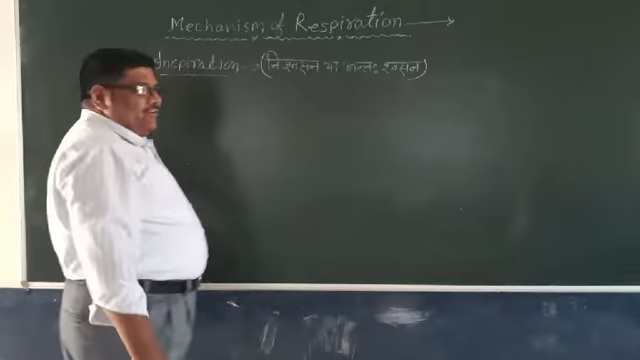 Mechanism of Respiration →
Inspiration :- (निश्वसन या अन्तः श्वसन)